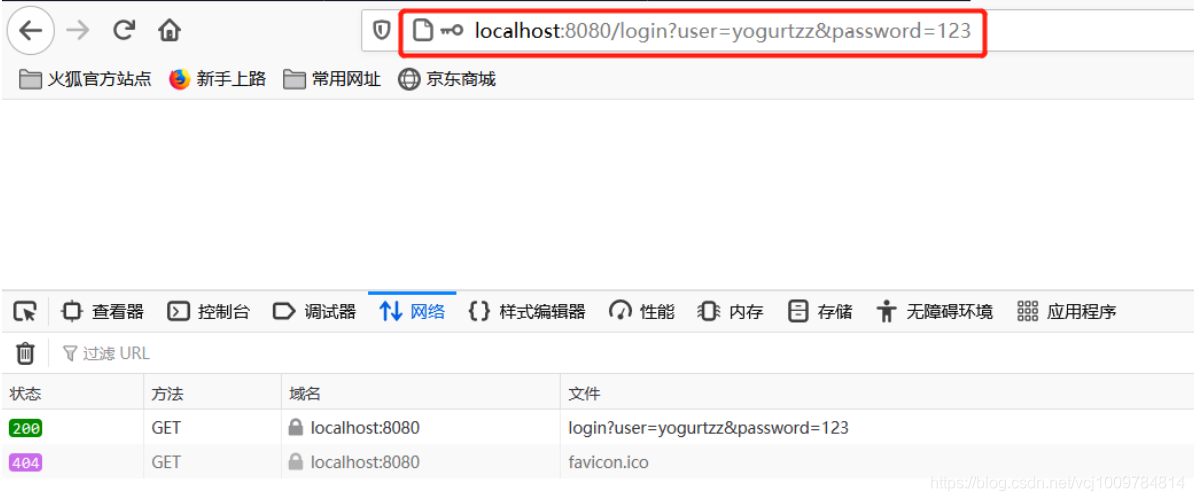 localhost:8080/login?user=yogurtzz&password=123
火狐官方站点 新手上路 常用网址 京东商城
查看器 控制台 调试器 网络 样式编辑器 性能 内存 存储 无障碍环境 应用程序
过滤 URL
状态 方法 域名 文件
200 GET localhost:8080 login?user=yogurtzz&password=123
404 GET localhost:8080 favicon.ico
https://blog.csdn.net/vcj1009784814